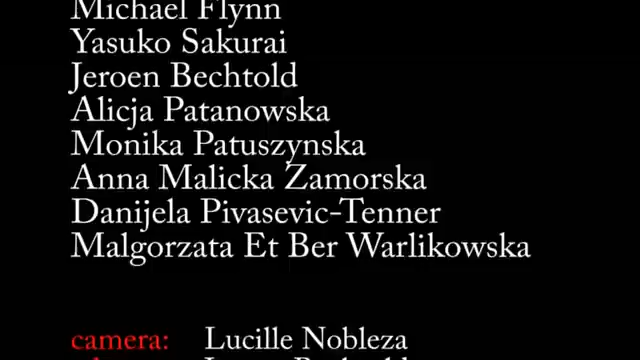 Michael Flynn
Yasuko Sakurai
Jeroen Bechtold
Alicja Patanowska
Monika Patuszynska
Anna Malicka Zamorska
Danijela Pivasevic-Tenner
Malgorzata Et Ber Warlikowska
camera: Lucille Nobleza